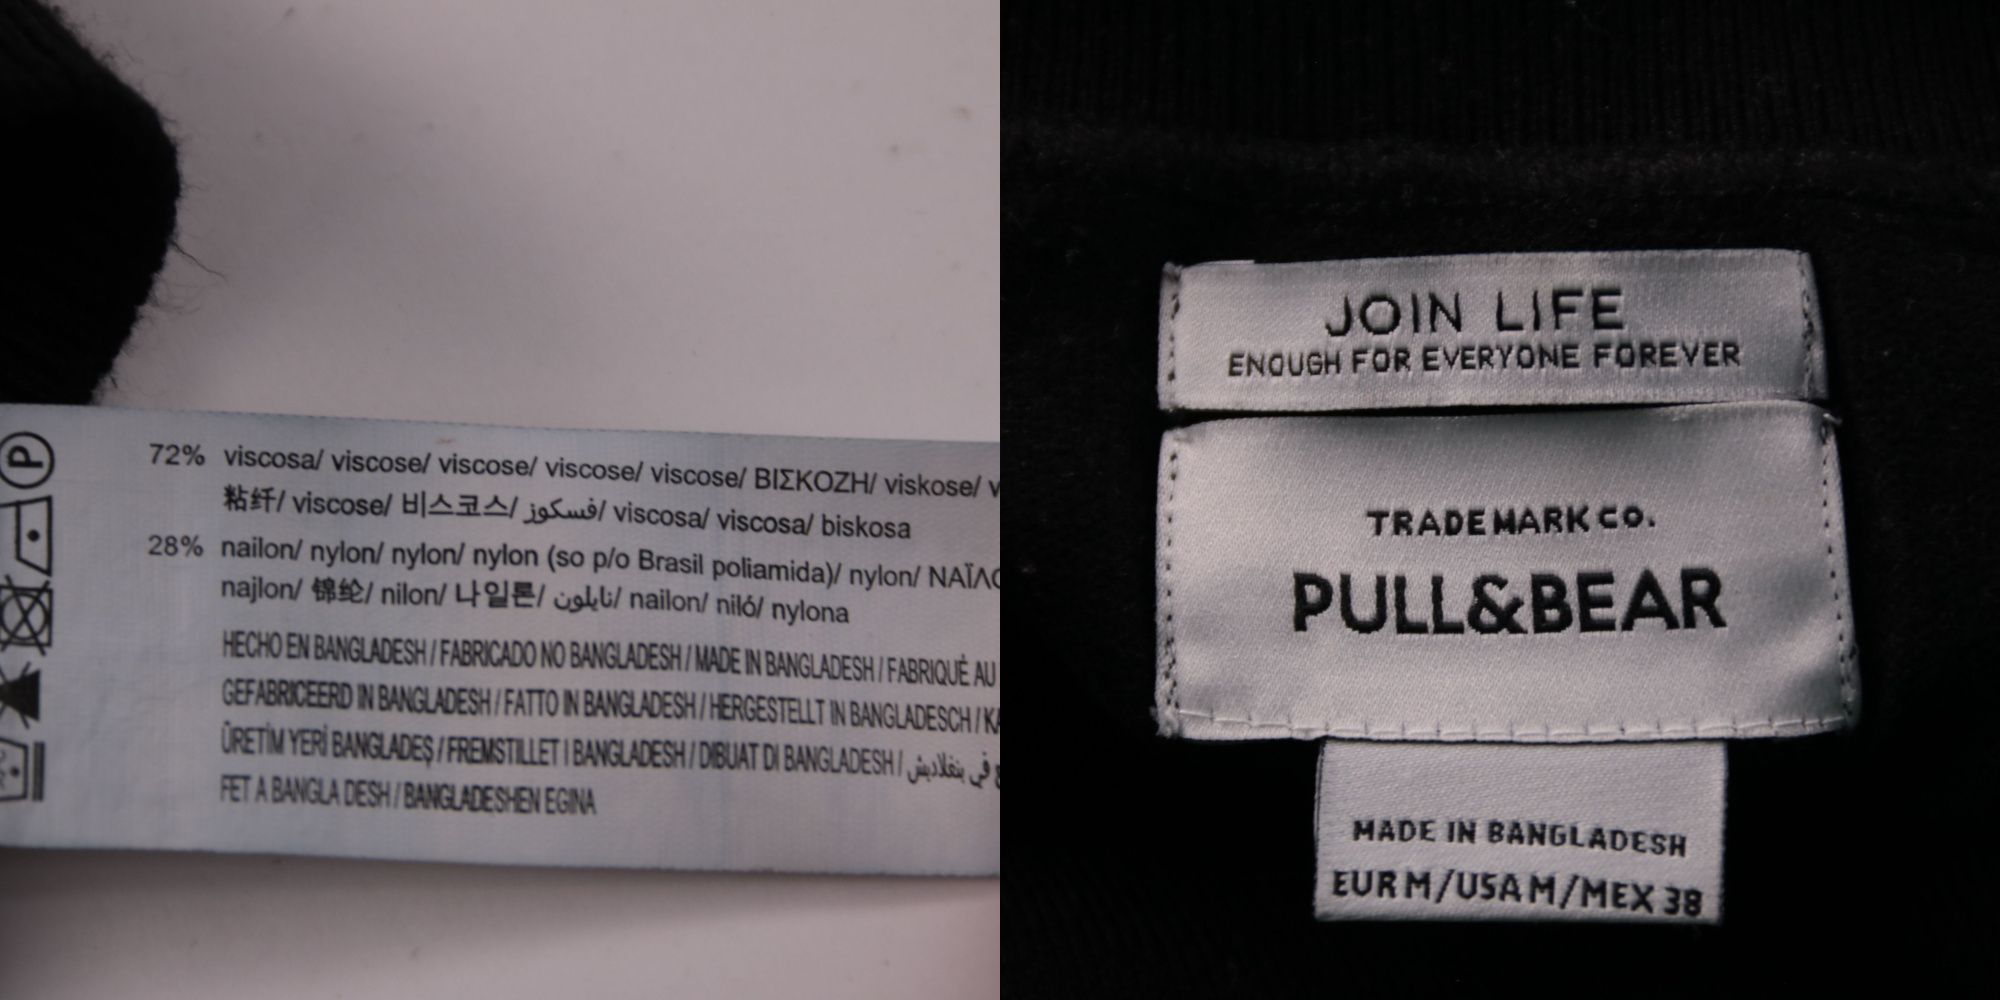 P
72% viscosa/ viscose/ viscose/ viscose/ viscose/ ΒΙΣΚΟΖΗ/ viskose/
粘纤/ viscose/ 비스코스/ فسكوز/ viscosa/ viscosa/ biskosa
28% nailon/ nylon/ nylon/ nylon (so p/o Brasil poliamida)/ nylon/
najlon/ 锦纶/ nilon/ 나일론/ نايلون/ nailon/ niló/ nylona
HECHO EN BANGLADESH / FABRICADO NO BANGLADESH / MADE IN BANGLADESH / FABRIQUÉ AU
GEFABRICEERD IN BANGLADESH / FATTO IN BANGLADESH / HERGESTELLT IN BANGLADESCH /
ÜRETİM YERİ BANGLADEŞ / FREMSTILLET I BANGLADESH / DIBUAT DI BANGLADESH / في بنغلاديش
FET A BANGLA DESH / BANGLADESHEN EGINA
JOIN LIFE
ENOUGH FOR EVERYONE FOREVER
TRADEMARK CO.
PULL&BEAR
MADE IN BANGLADESH
EUR M/USA M/MEX 38